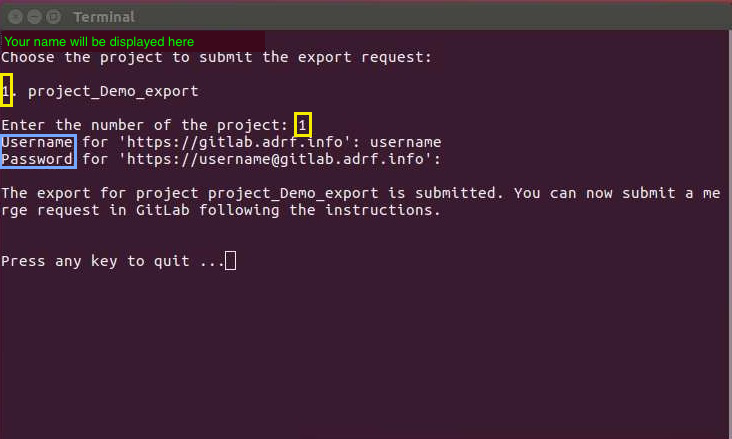 Terminal
Your name will be displayed here
Choose the project to submit the export request:
1. project_Demo_export
Enter the number of the project: 1
Username for 'https://gitlab.adrf.info': username
Password for 'https://username@gitlab.adrf.info':
The export for project project_Demo_export is submitted. You can now submit a me
rge request in GitLab following the instructions.
Press any key to quit ...